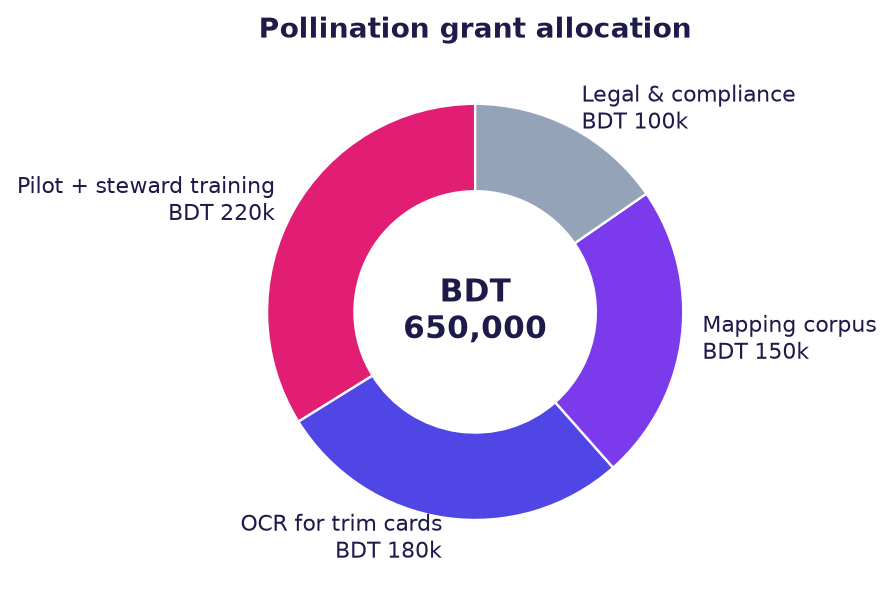 Pollination grant allocation
Legal & compliance
BDT 100k
Pilot + steward training
BDT 220k
BDT
650,000
Mapping corpus
BDT 150k
OCR for trim cards
BDT 180k